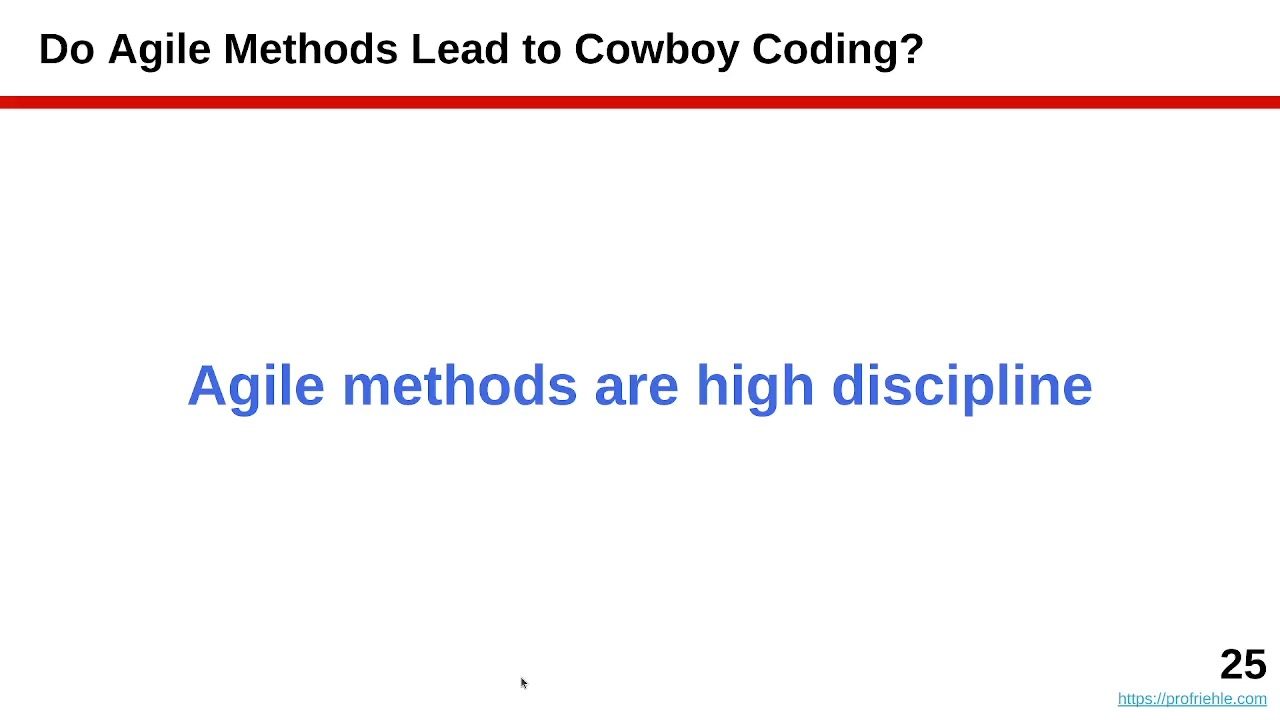 Do Agile Methods Lead to Cowboy Coding?
Agile methods are high discipline
25
https://profriehle.com